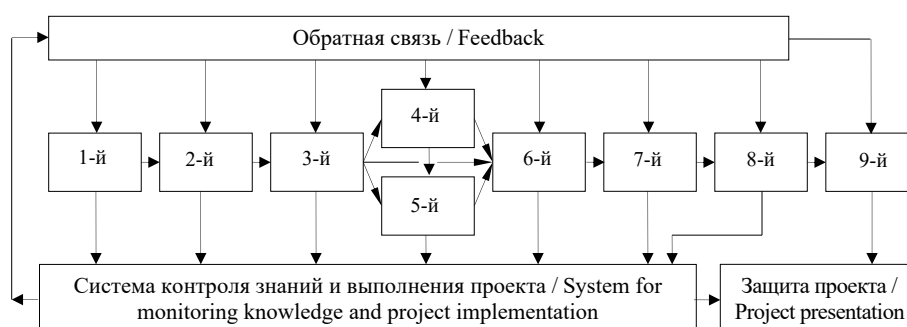 Обратная связь / Feedback
4-й
1-й
2-й
3-й
6-й
7-й
8-й
9-й
5-й
Система контроля знаний и выполнения проекта / System for
monitoring knowledge and project implementation
Защита проекта /
Project presentation